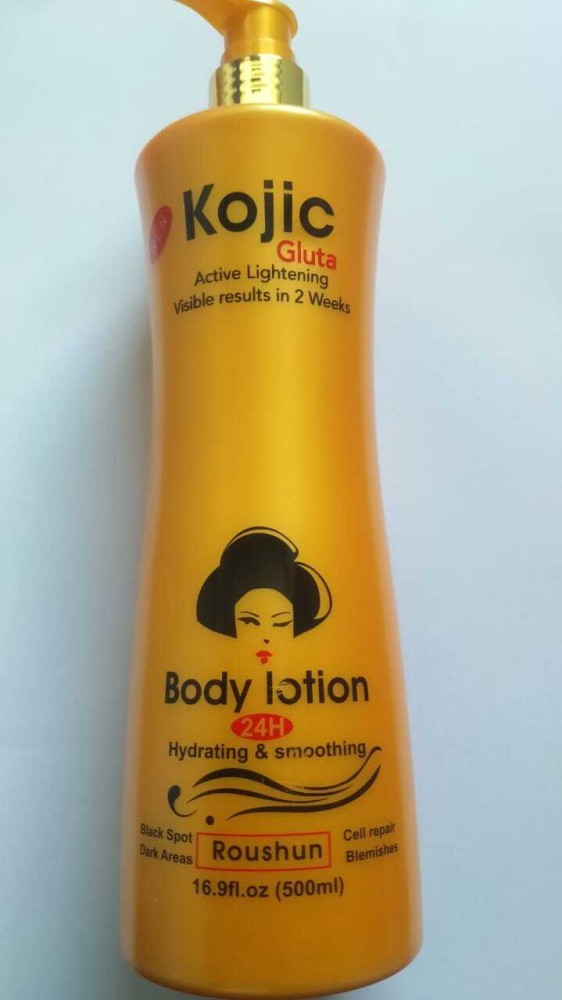 Kojic
Gluta
Active Lightening
Visible results in 2 Weeks
Body lotion
24H
Hydrating & smoothing
Black Spot
Dark Areas
Roushun
Cell repair
Blemishes
16.9fl.oz (500ml)